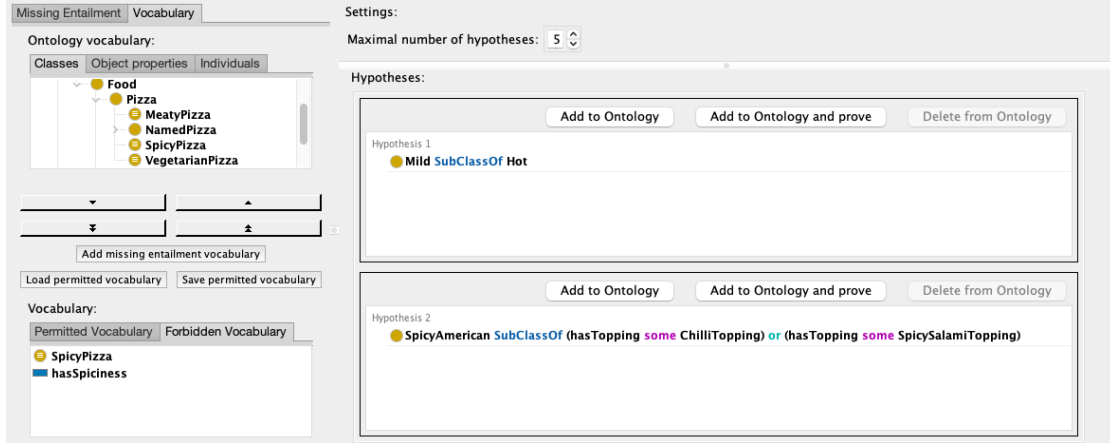 Missing Entailment Vocabulary
Ontology vocabulary:
Classes Object properties Individuals
Food
Pizza
MeatyPizza
NamedPizza
SpicyPizza
VegetarianPizza
Add missing entailment vocabulary
Load permitted vocabulary Save permitted vocabulary
Vocabulary:
Permitted Vocabulary Forbidden Vocabulary
SpicyPizza
hasSpiciness
Settings:
Maximal number of hypotheses: 5
Hypotheses:
Add to Ontology Add to Ontology and prove Delete from Ontology
Hypothesis 1
Mild SubClassOf Hot
Add to Ontology Add to Ontology and prove Delete from Ontology
Hypothesis 2
SpicyAmerican SubClassOf (hasTopping some ChilliTopping) or (hasTopping some SpicySalamiTopping)